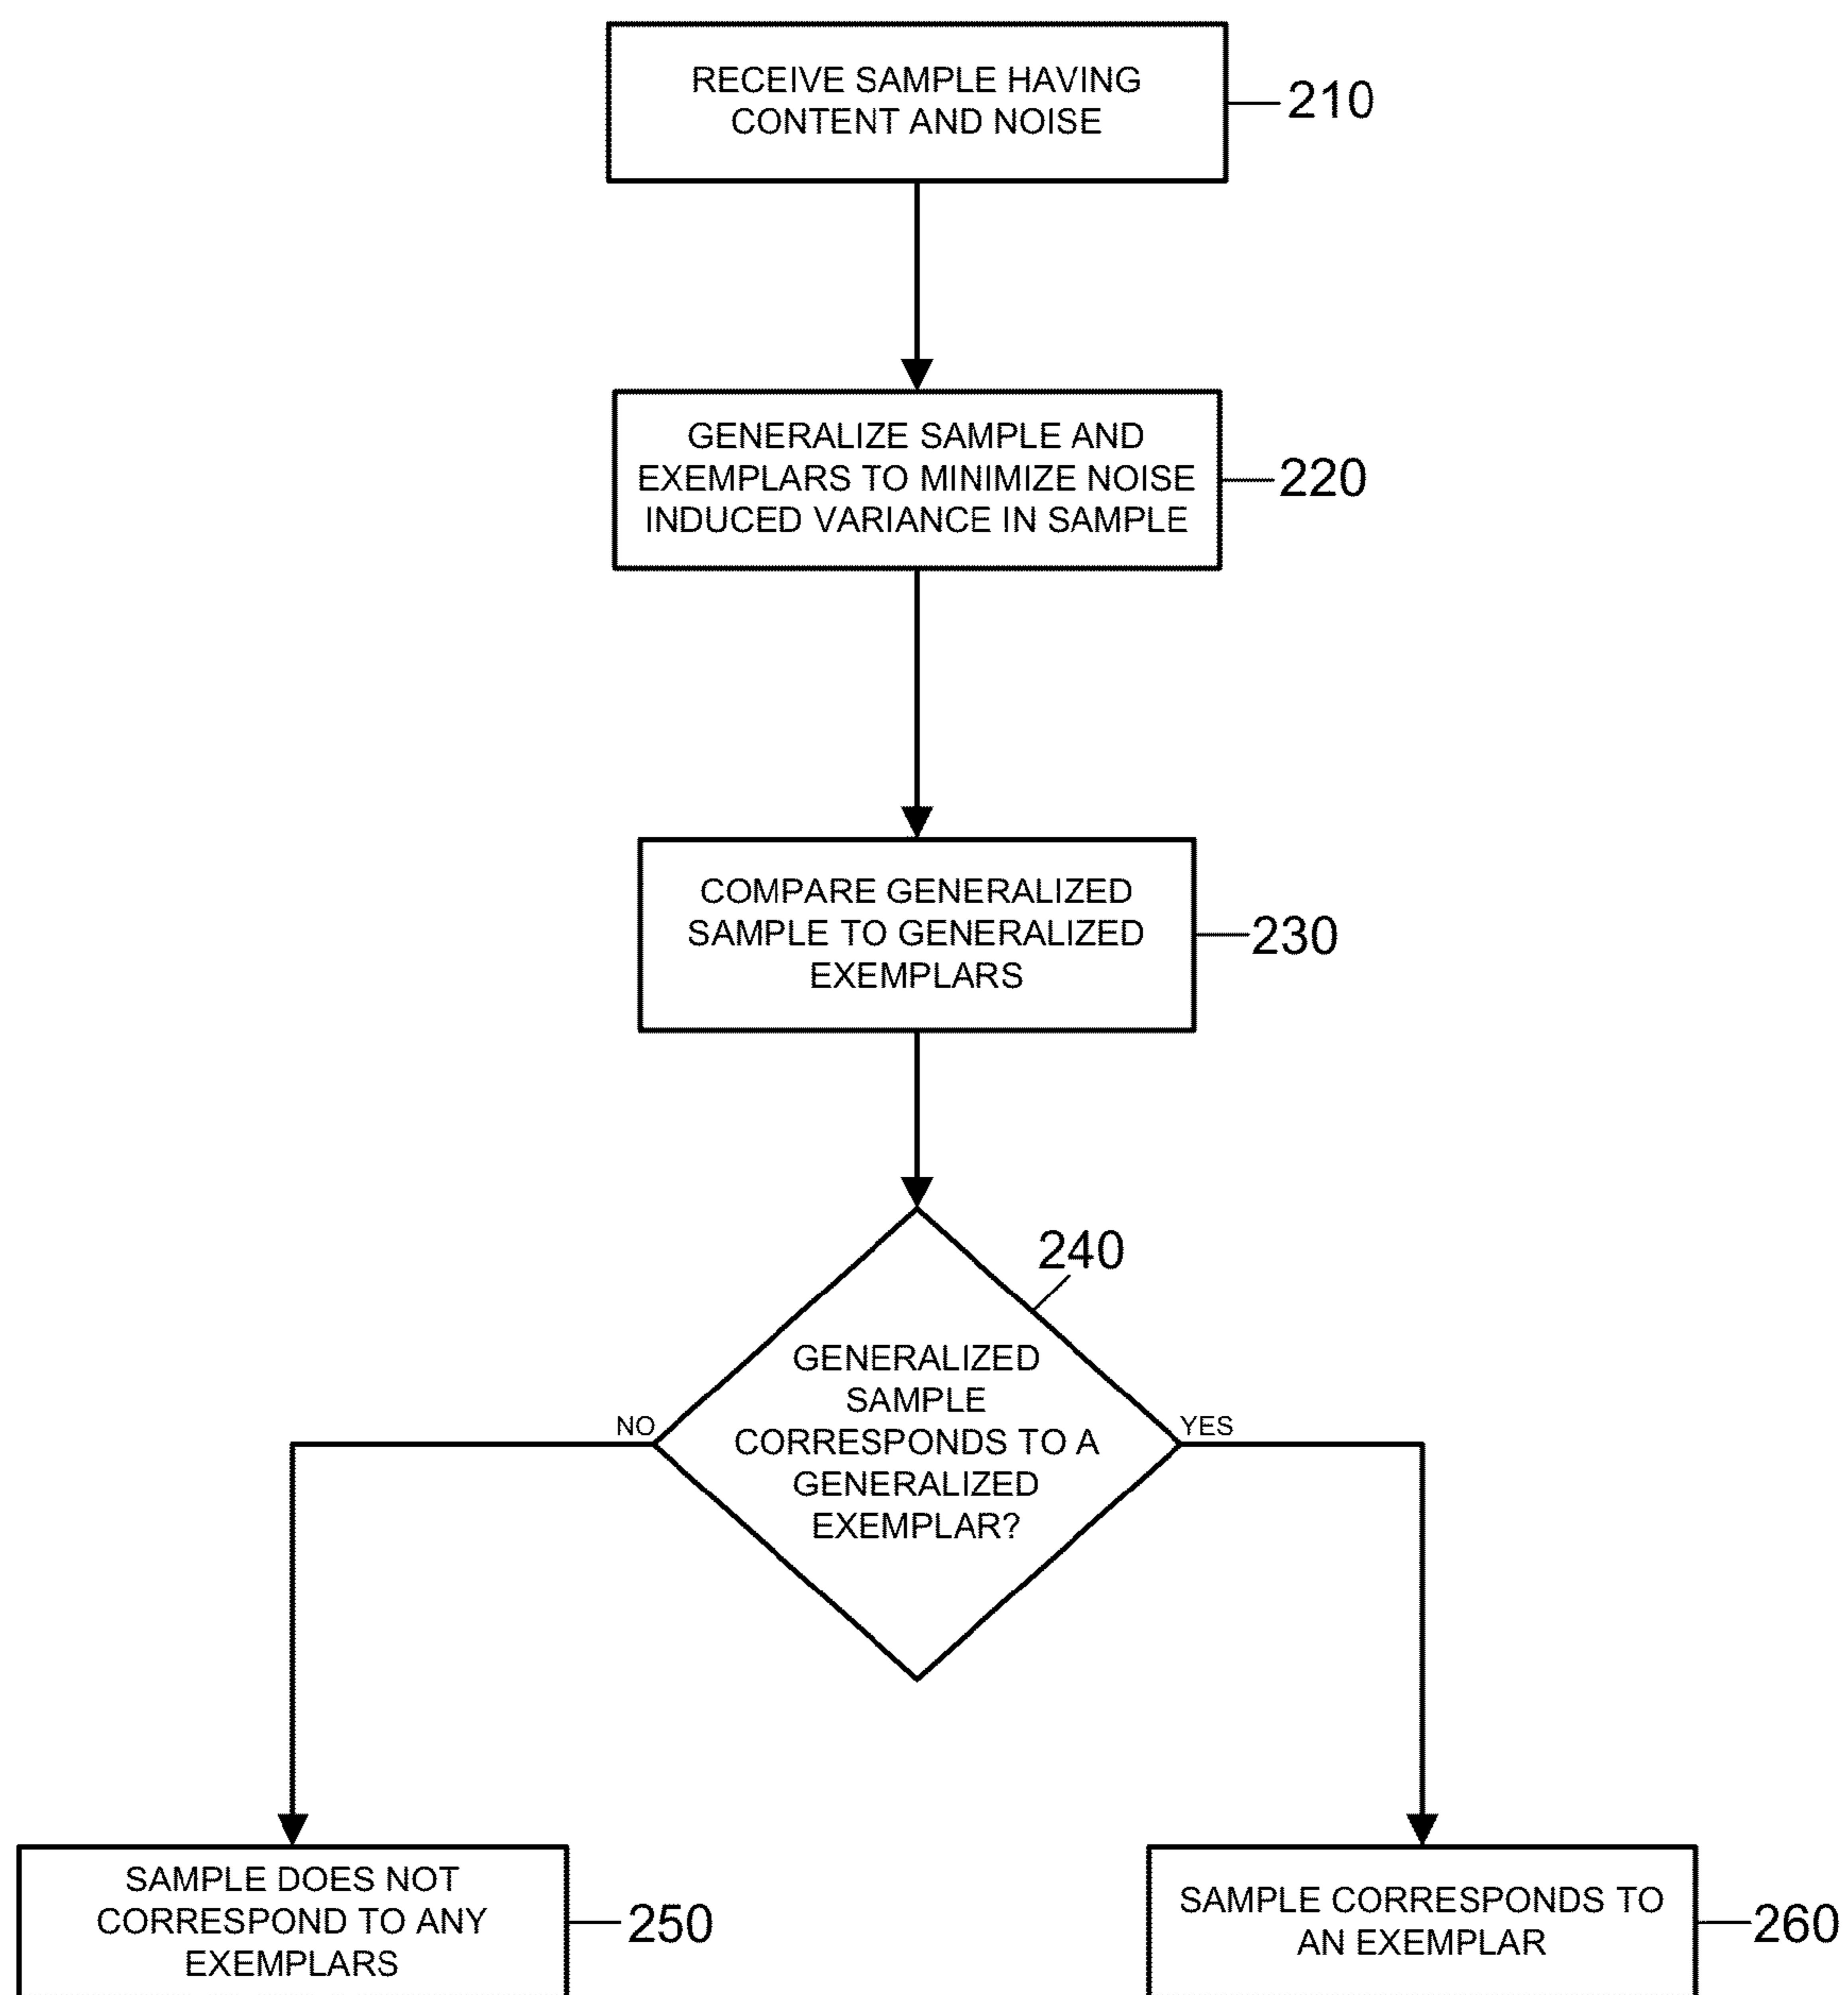 RECEIVE SAMPLE HAVING
CONTENT AND NOISE
210
GENERALIZE SAMPLE AND
EXEMPLARS TO MINIMIZE NOISE
INDUCED VARIANCE IN SAMPLE
220
COMPARE GENERALIZED
SAMPLE TO GENERALIZED
EXEMPLARS
230
240
GENERALIZED
SAMPLE
CORRESPONDS TO A
GENERALIZED
EXEMPLAR?
NO
YES
SAMPLE DOES NOT
CORRESPOND TO ANY
EXEMPLARS
250
SAMPLE CORRESPONDS TO
AN EXEMPLAR
260